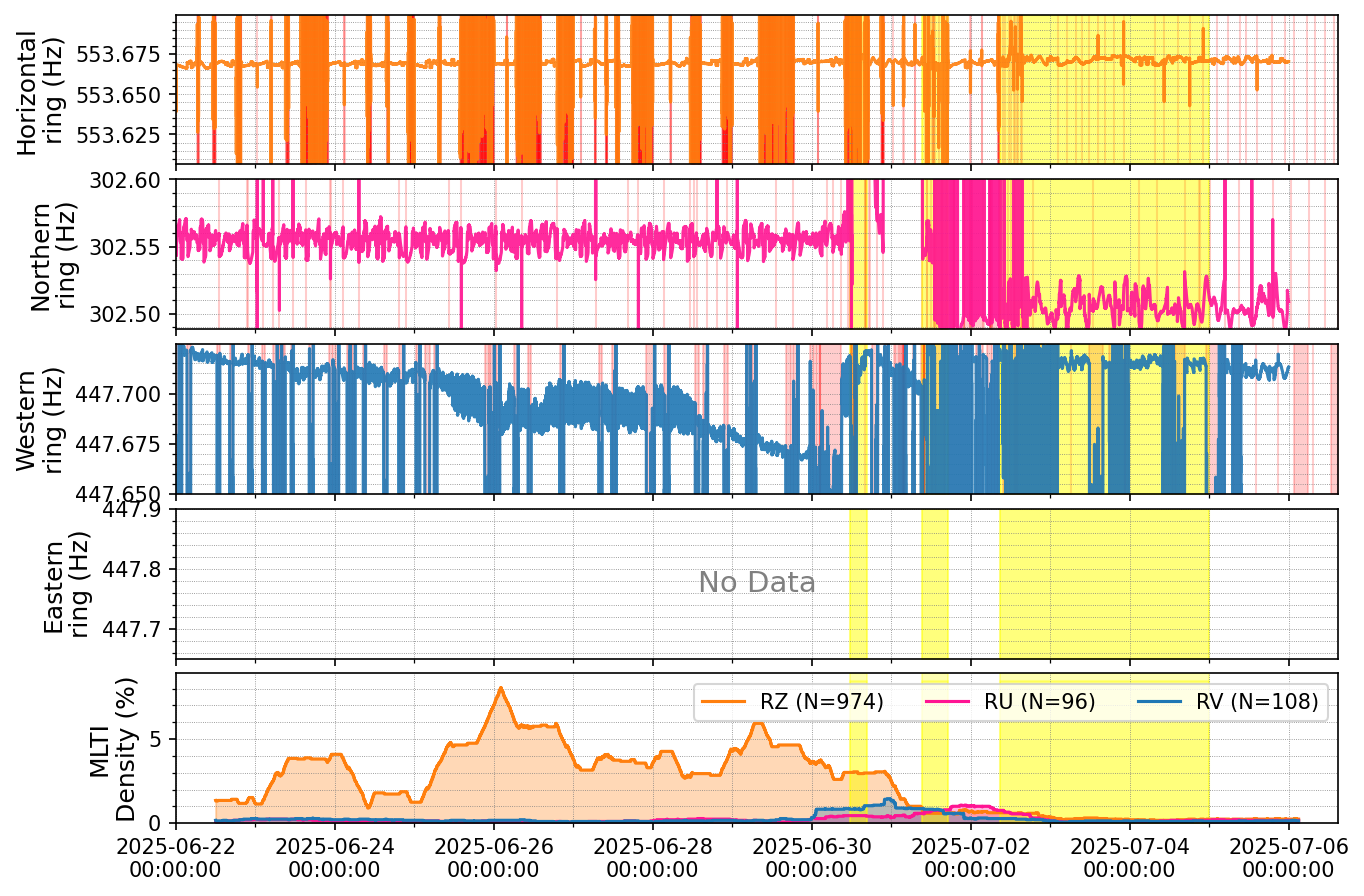 Horizontal
ring (Hz)
553.675
553.650
553.625
Northern
ring (Hz)
302.60
302.55
302.50
Western
ring (Hz)
447.700
447.675
447.650
Eastern
ring (Hz)
447.9
447.8
447.7
No Data
MLTI
Density (%)
5
0
RZ (N=974)
RU (N=96)
RV (N=108)
2025-06-22
00:00:00
2025-06-24
00:00:00
2025-06-26
00:00:00
2025-06-28
00:00:00
2025-06-30
00:00:00
2025-07-02
00:00:00
2025-07-04
00:00:00
2025-07-06
00:00:00